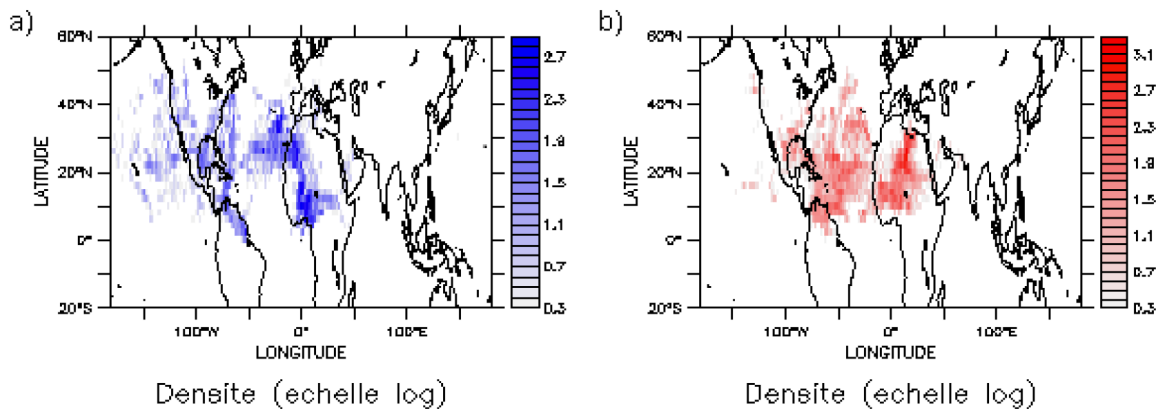 a)
60°N
40°N
20°N
0°
20°S
LATITUDE
100°W
0°
100°E
LONGITUDE
2.7
2.3
1.9
1.5
1.1
0.7
0.3
Densite (echelle log)
b)
60°N
40°N
20°N
0°
20°S
LATITUDE
100°W
0°
100°E
LONGITUDE
3.1
2.7
2.3
1.9
1.5
1.1
0.7
0.3
Densite (echelle log)